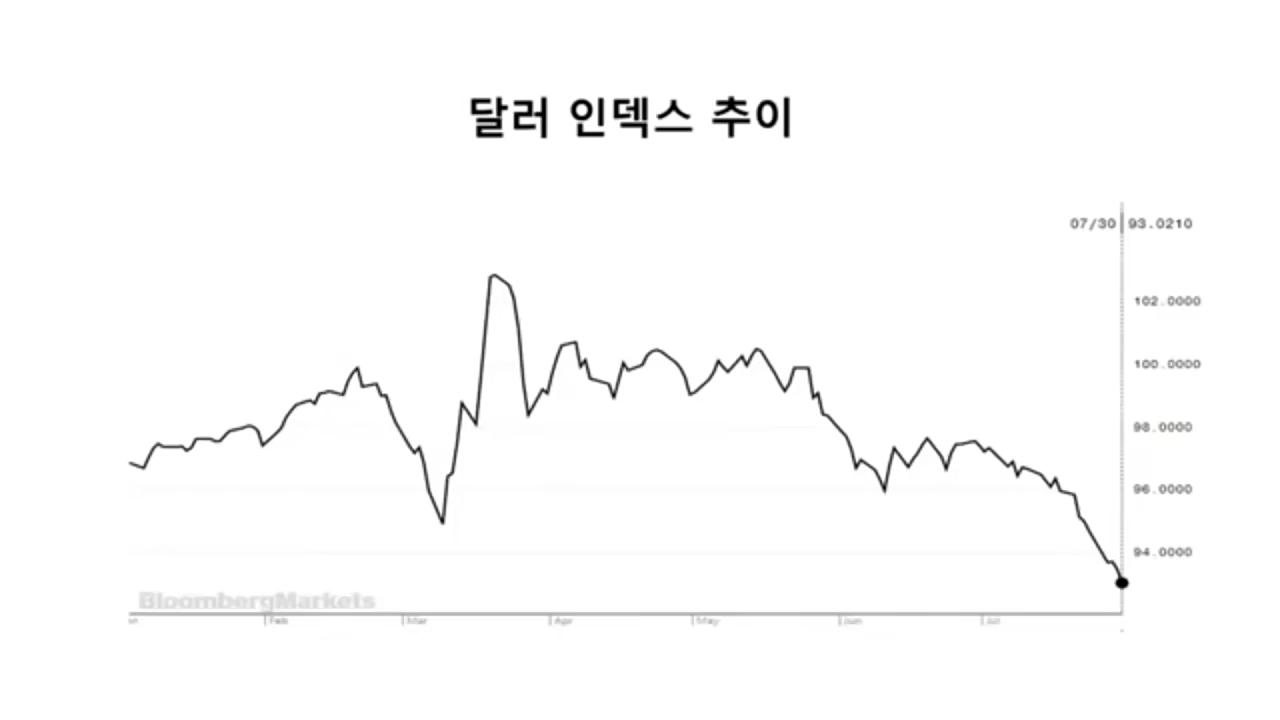 달러 인덱스 추이
07/30 93.0210
102.0000
100.0000
98.0000
96.0000
94.0000
BloombergMarkets
Feb Mar Apr May Jun Jul